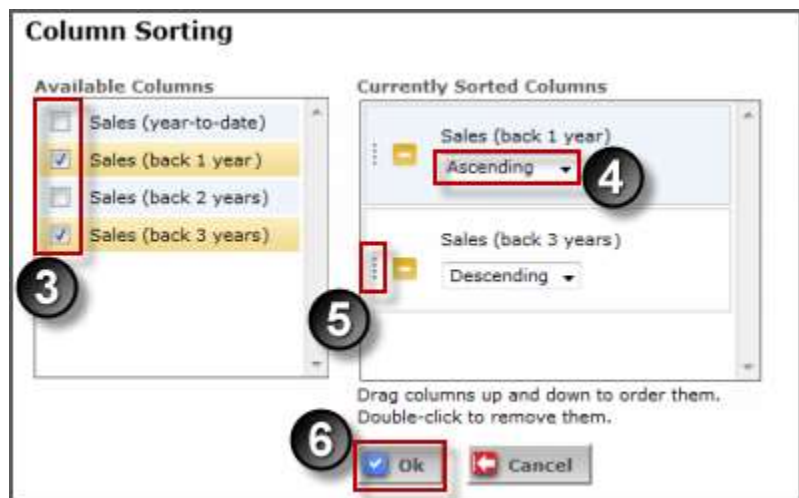 Column Sorting
Available Columns
Sales (year-to-date)
Sales (back 1 year)
Sales (back 2 years)
Sales (back 3 years)
3
Currently Sorted Columns
Sales (back 1 year)
Ascending
4
Sales (back 3 years)
Descending
5
Drag columns up and down to order them.
Double-click to remove them.
6
Ok
Cancel